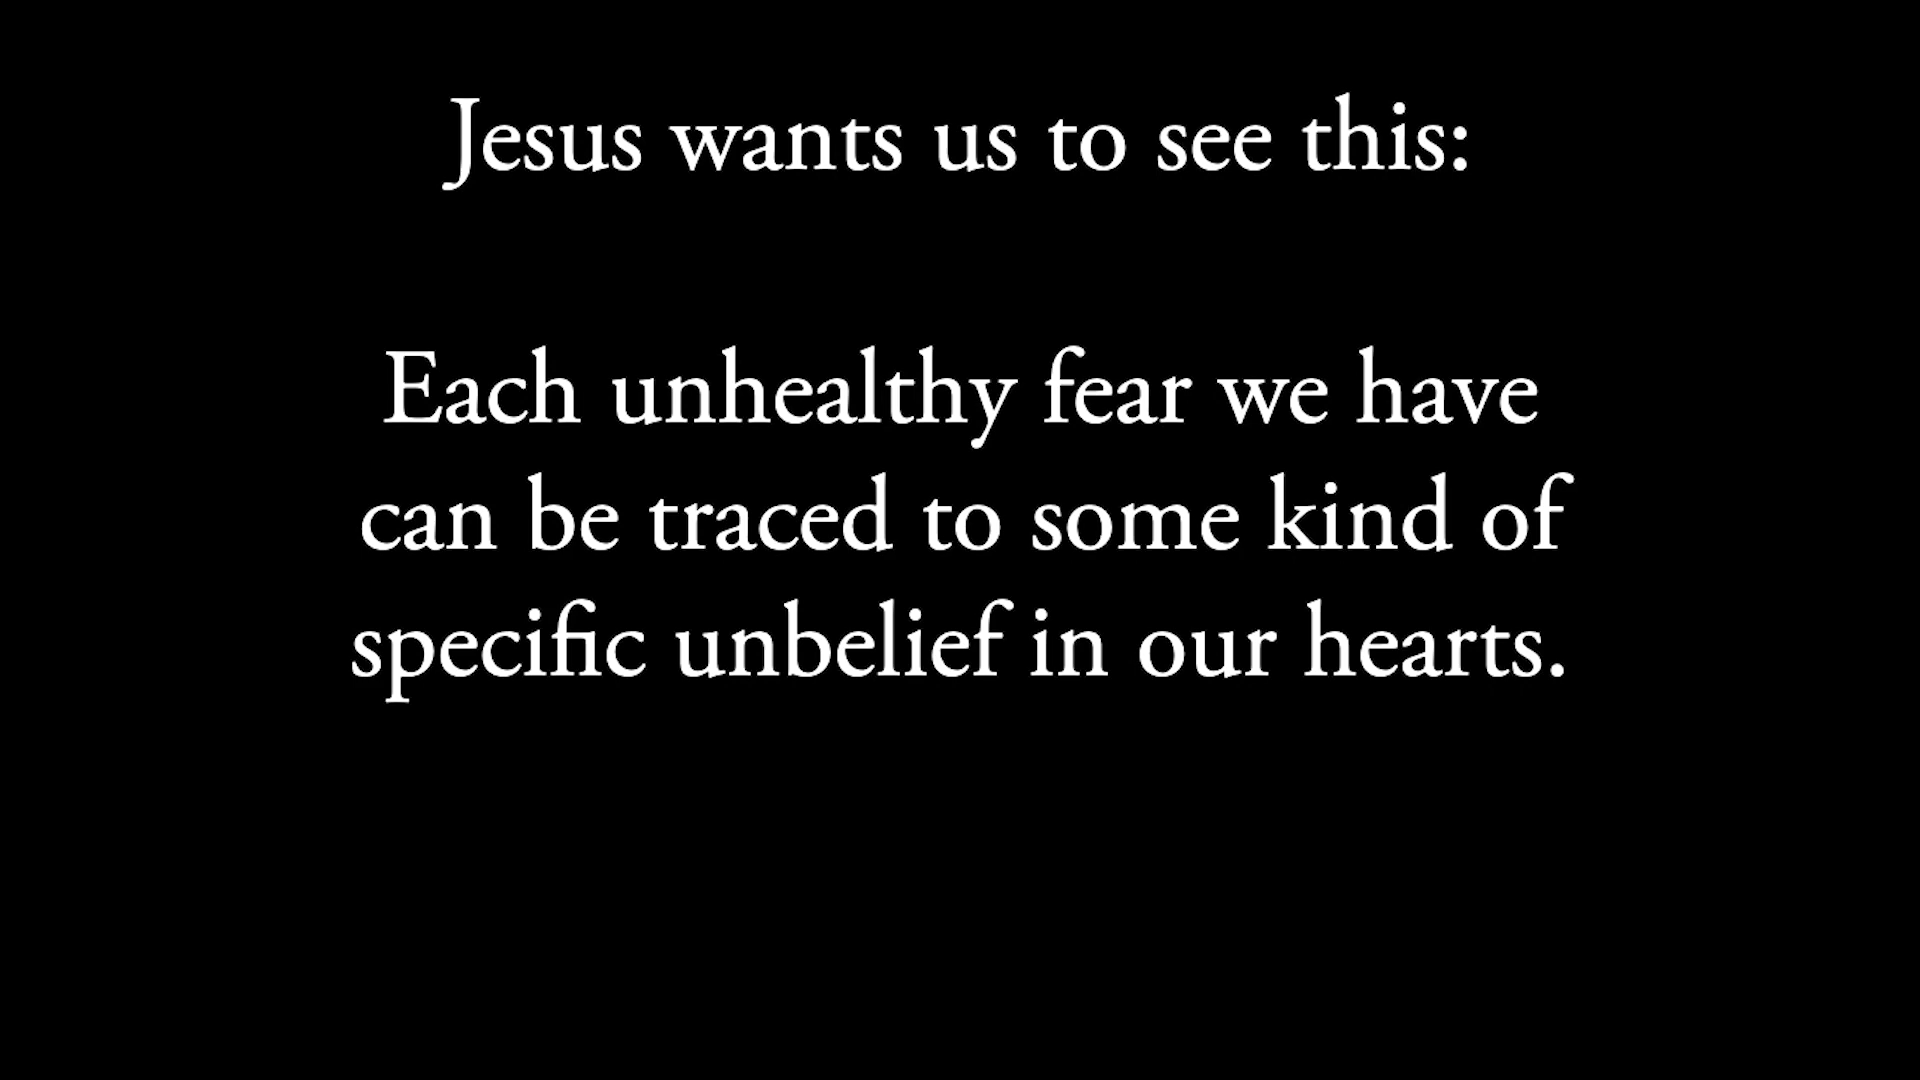 Jesus wants us to see this:
Each unhealthy fear we have
can be traced to some kind of
specific unbelief in our hearts.